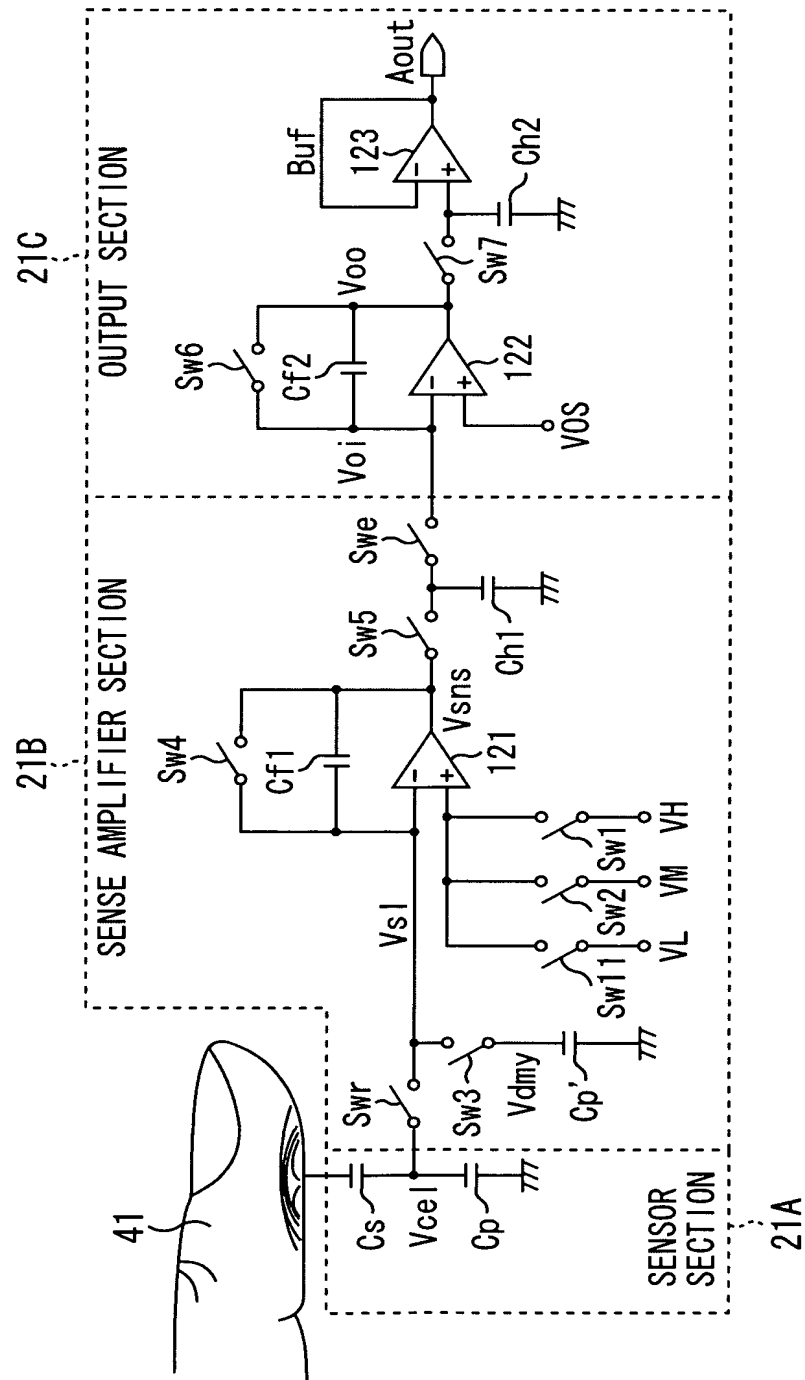 21C
OUTPUT SECTION
Sw6
Cf2
Voi
Voo
122
VOS
Sw7
Buf
123
Ch2
Aout
21B
SENSE AMPLIFIER SECTION
Sw4
Cf1
Vsl
Vsns
121
Sw5
Swe
Ch1
Sw11
Sw2
Sw1
VL
VM
VH
41
Cs
Vcel
Cp
Swr
Sw3
Vdmy
Cp'
SENSOR
SECTION
21A